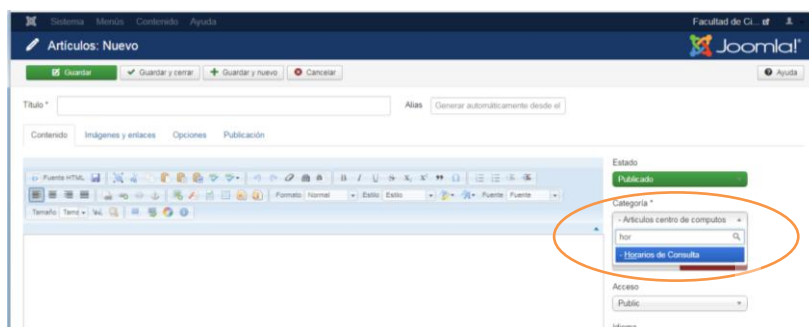 Sistema Menús Contenido Ayuda Facultad de Ci...
Artículos: Nuevo Joomla!
Guardar Guardar y cerrar Guardar y nuevo Cancelar Ayuda
Título * Alias Generar automáticamente desde el
Contenido Imágenes y enlaces Opciones Publicación
Estado
Publicado
Fuente HTML B I U S X, X'
Categoría *
Formato Normal Estilo Estilo Fuente Fuente
- Articulos centro de computos
Tamaño
hor
- Horarios de Consulta
Acceso
Public
Idioma